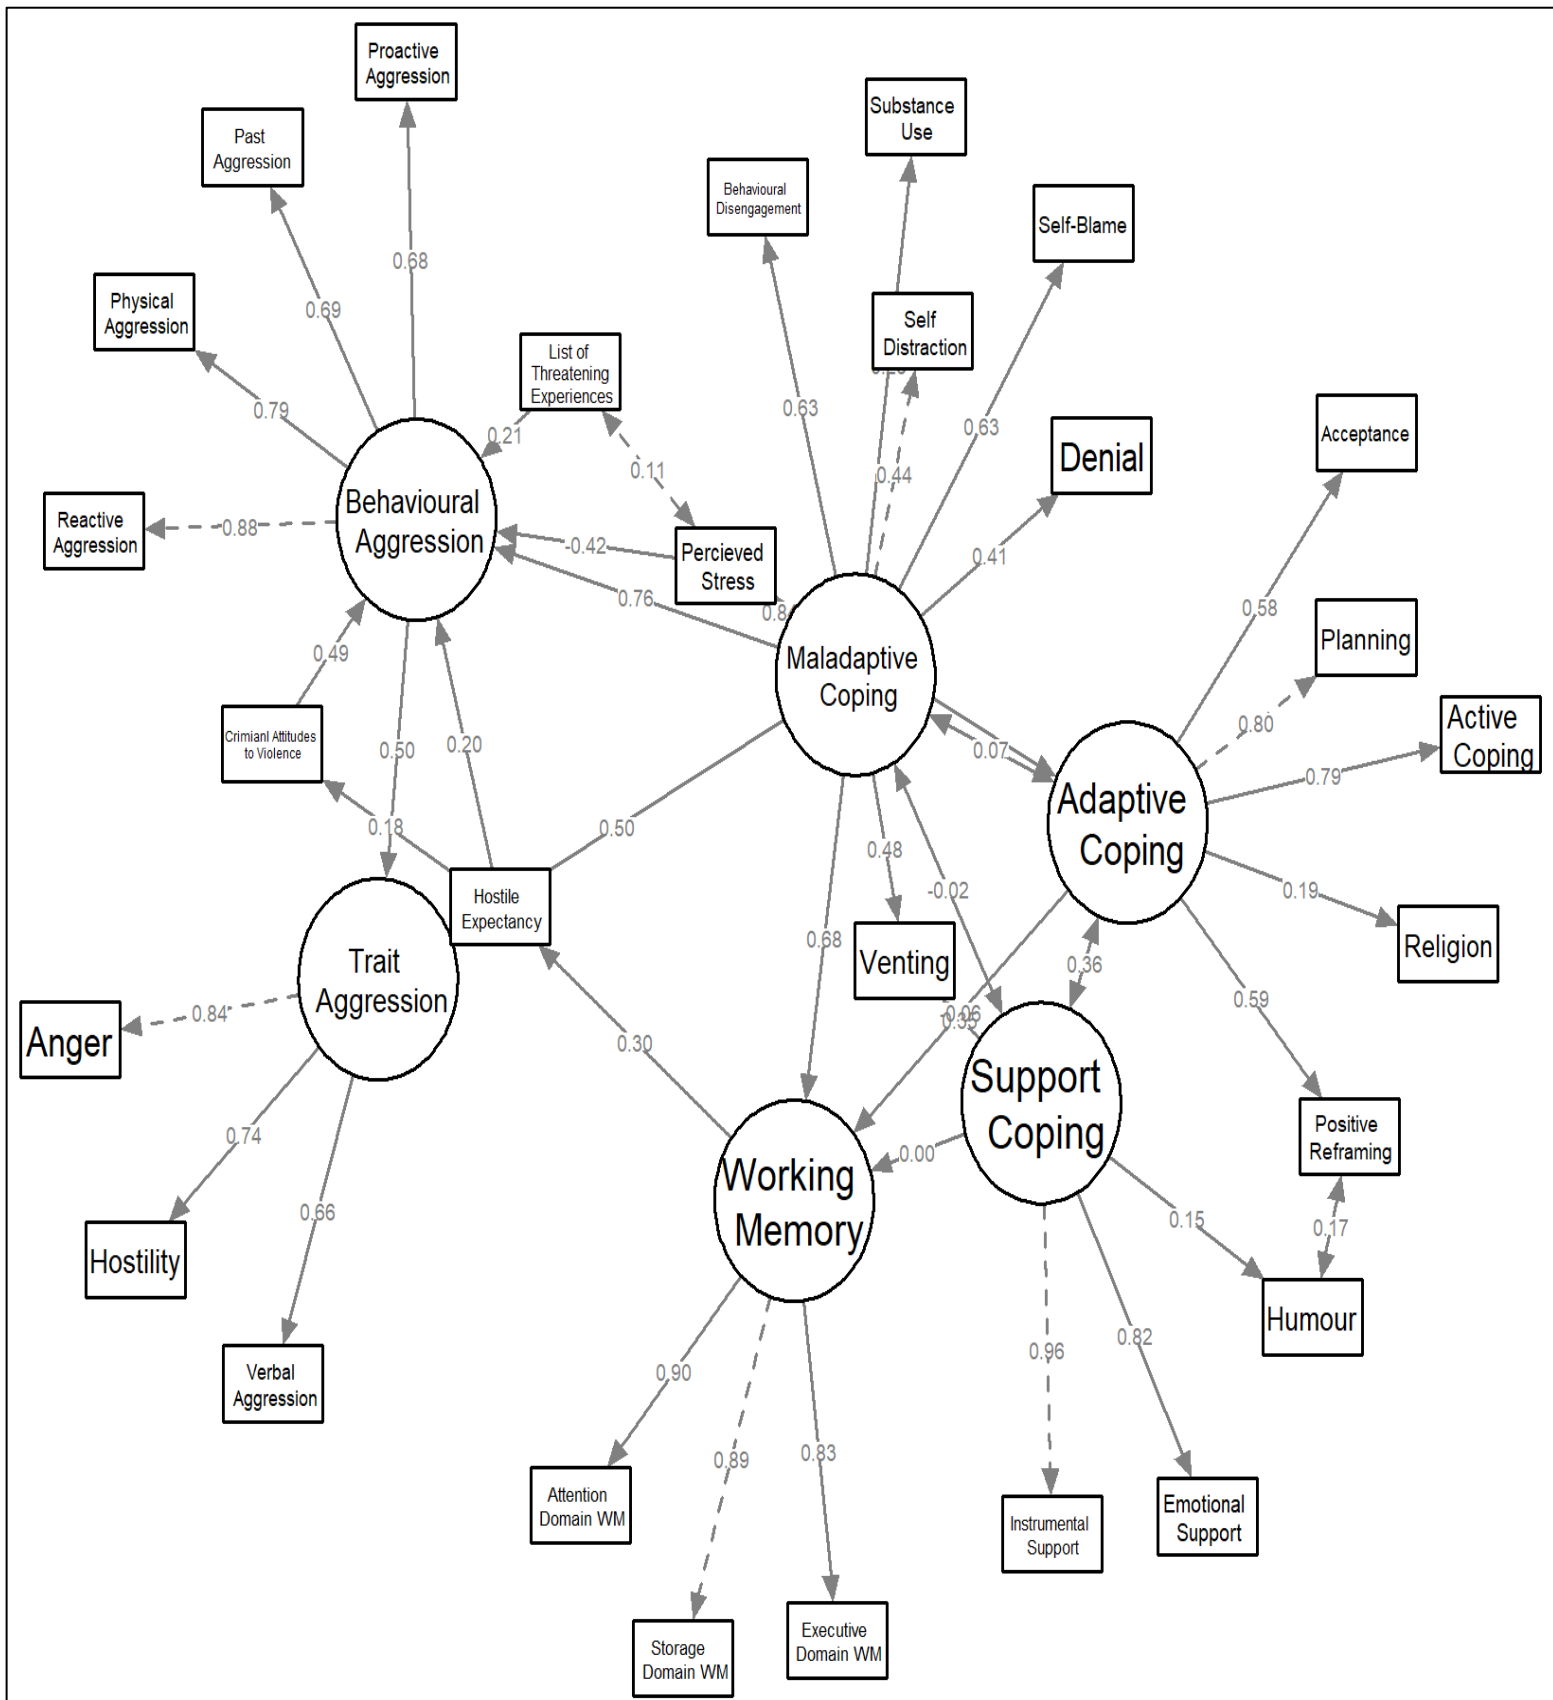 Proactive
Aggression
Substance
Use
Past
Aggression
Behavioural
Disengagement
Self-Blame
0.68
Physical
Aggression
0.69
Self
Distraction
List of
Threatening
Experiences
0.79
0.63
0.63
Acceptance
0.21
Denial
0.11
0.44
Behavioural
Aggression
Reactive
Aggression
0.88
-0.42
Percieved
Stress
0.41
0.76
0.58
Planning
0.49
Maladaptive
Coping
0.80
Active
Coping
Crimianl Attitudes
to Violence
0.50
0.20
0.07
0.79
Adaptive
Coping
0.18
0.50
0.48
-0.02
0.19
Hostile
Expectancy
Religion
0.68
Venting
0.36
Trait
Aggression
0.59
Anger
0.84
-0.06
0.35
0.30
Support
Coping
0.74
Positive
Reframing
0.00
Working
Memory
0.66
0.15
0.17
Hostility
Humour
0.82
0.96
0.90
Verbal
Aggression
0.89
0.83
Attention
Domain WM
Instrumental
Support
Emotional
Support
Storage
Domain WM
Executive
Domain WM